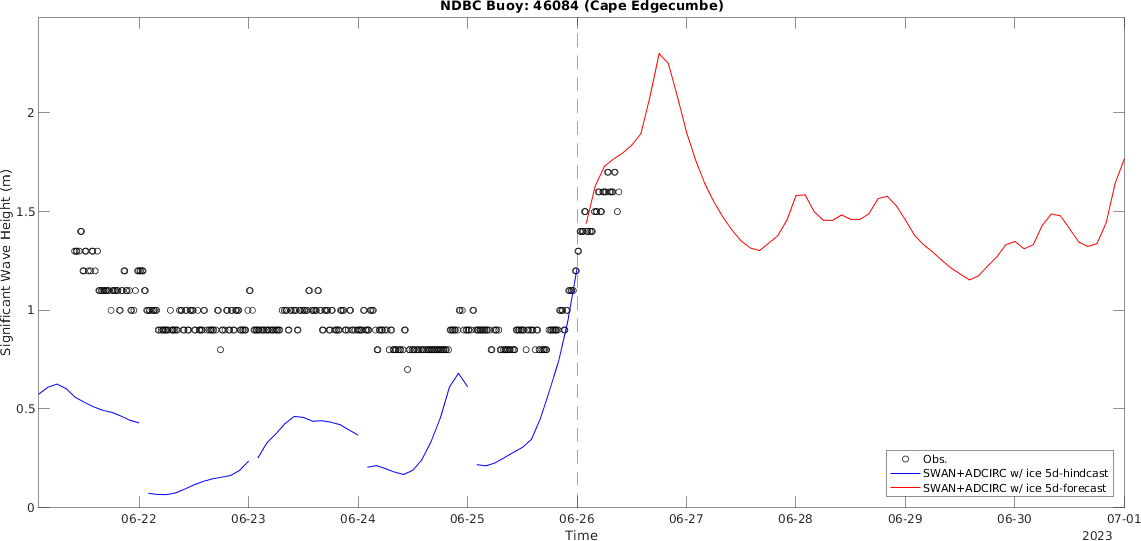 NDBC Buoy: 46084 (Cape Edgecumbe)
Significant Wave Height (m)
2
1.5
1
0.5
0
Obs.
SWAN+ADCIRC w/ ice 5d-hindcast
SWAN+ADCIRC w/ ice 5d-forecast
06-22 06-23 06-24 06-25 06-26 06-27 06-28 06-29 06-30 07-01
Time
2023